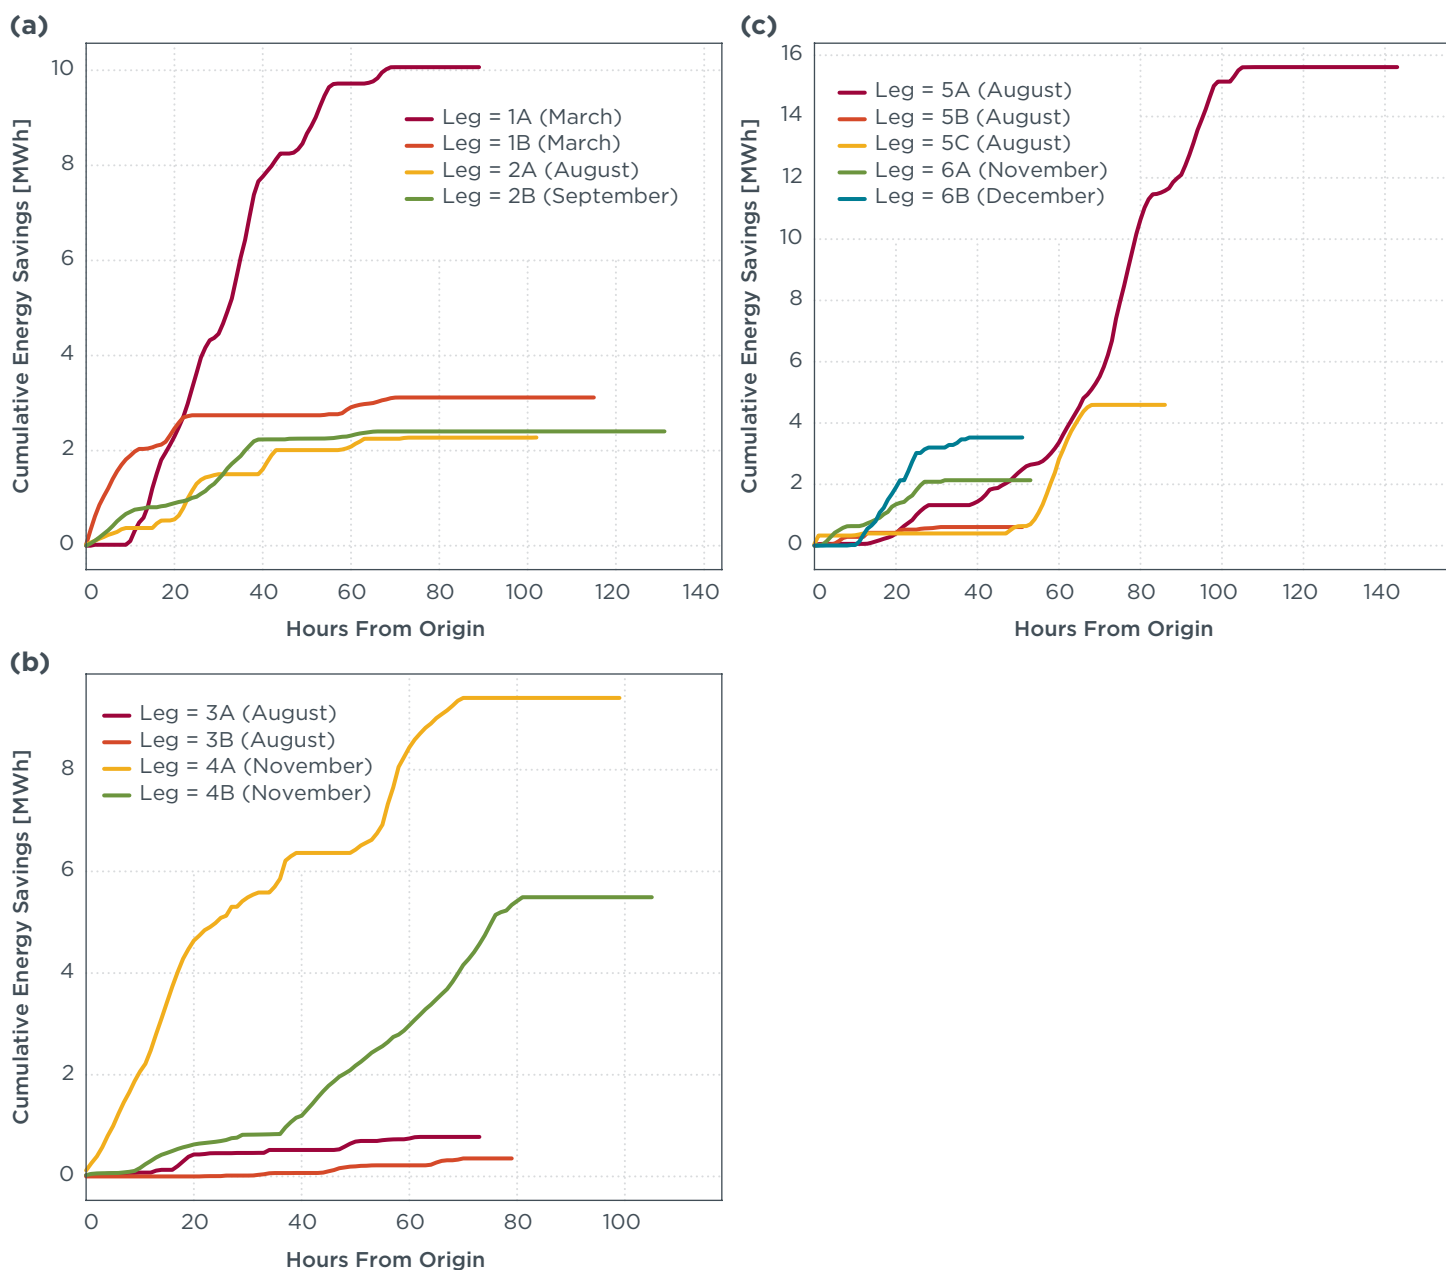 (a)
Cumulative Energy Savings [MWh]
10
8
6
4
2
0
Leg = 1A (March)
Leg = 1B (March)
Leg = 2A (August)
Leg = 2B (September)
0 20 40 60 80 100 120 140
Hours From Origin
(c)
Cumulative Energy Savings [MWh]
16
14
12
10
8
6
4
2
0
Leg = 5A (August)
Leg = 5B (August)
Leg = 5C (August)
Leg = 6A (November)
Leg = 6B (December)
0 20 40 60 80 100 120 140
Hours From Origin
(b)
Cumulative Energy Savings [MWh]
8
6
4
2
0
Leg = 3A (August)
Leg = 3B (August)
Leg = 4A (November)
Leg = 4B (November)
0 20 40 60 80 100
Hours From Origin